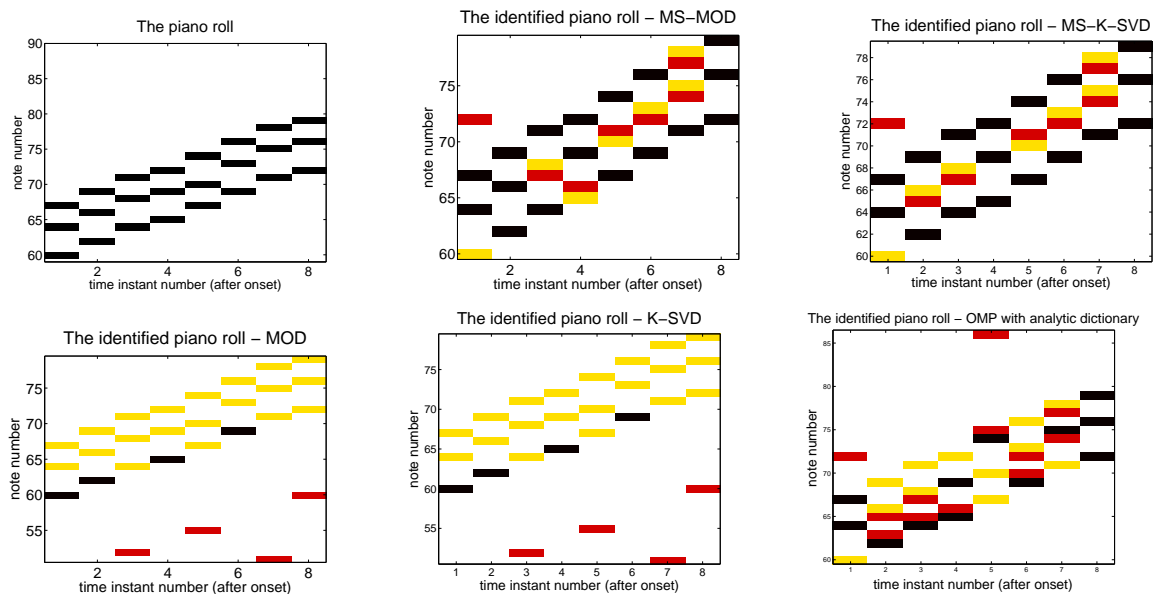 The piano roll
90
85
80
75
70
65
60
note number
2 4 6 8
time instant number (after onset)
The identified piano roll – MS-MOD
75
70
65
60
note number
2 4 6 8
time instant number (after onset)
The identified piano roll – MS-K-SVD
78
76
74
72
70
68
66
64
62
60
note number
1 2 3 4 5 6 7 8
time instant number (after onset)
The identified piano roll – MOD
75
70
65
60
55
note number
2 4 6 8
time instant number (after onset)
The identified piano roll – K-SVD
75
70
65
60
55
note number
1 2 3 4 5 6 7 8
time instant number (after onset)
The identified piano roll – OMP with analytic dictionary
85
80
75
70
65
60
note number
1 2 3 4 5 6 7 8
time instant number (after onset)